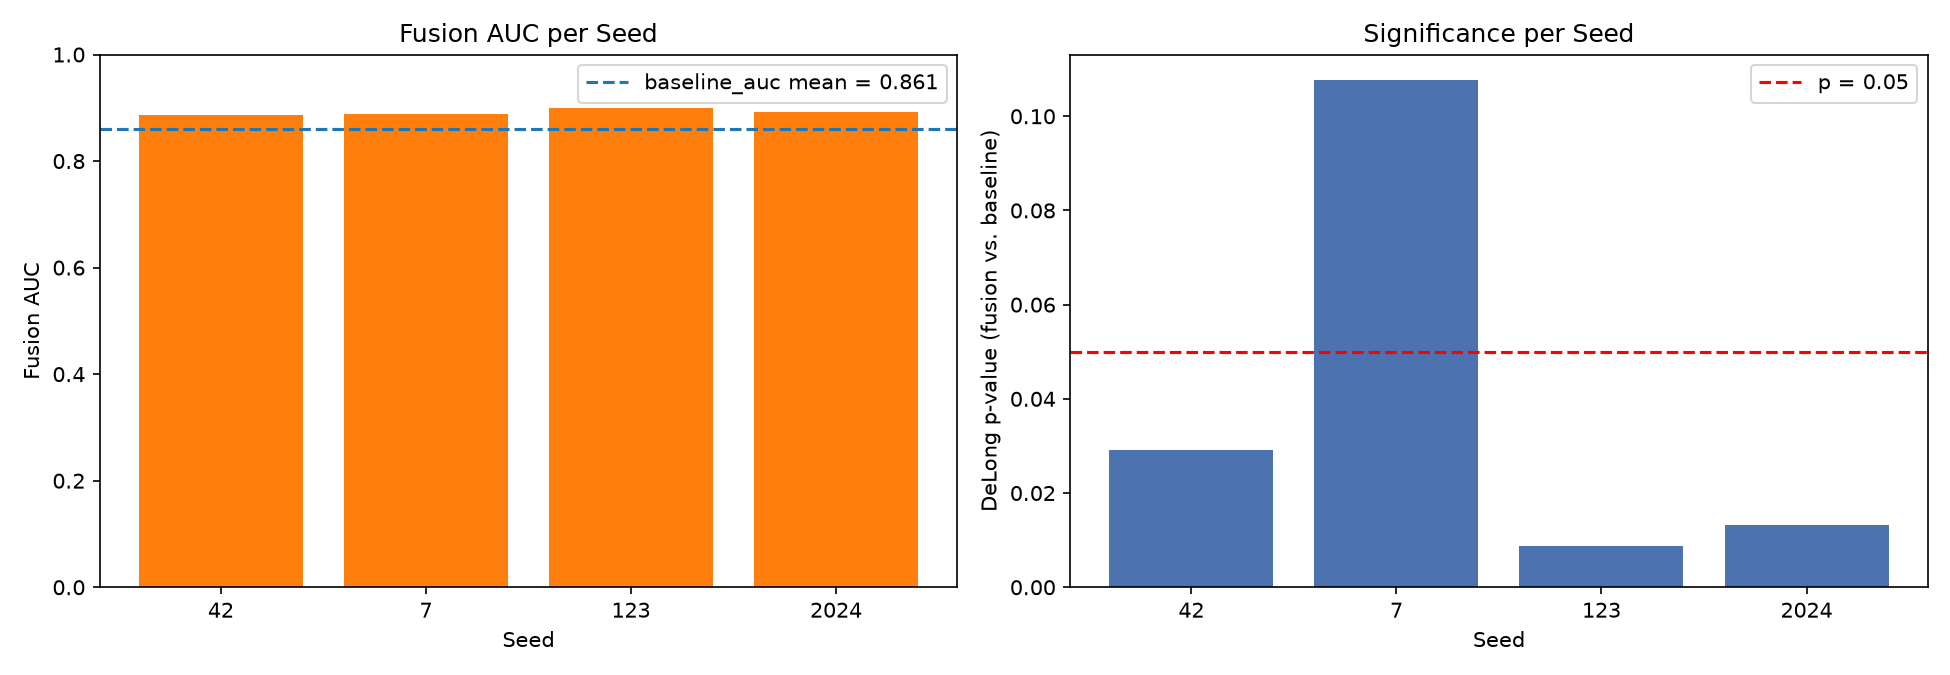 Fusion AUC per Seed
baseline_auc mean = 0.861
1.0
0.8
0.6
0.4
0.2
0.0
Fusion AUC
42 7 123 2024
Seed
Significance per Seed
p = 0.05
0.10
0.08
0.06
0.04
0.02
0.00
DeLong p-value (fusion vs. baseline)
42 7 123 2024
Seed